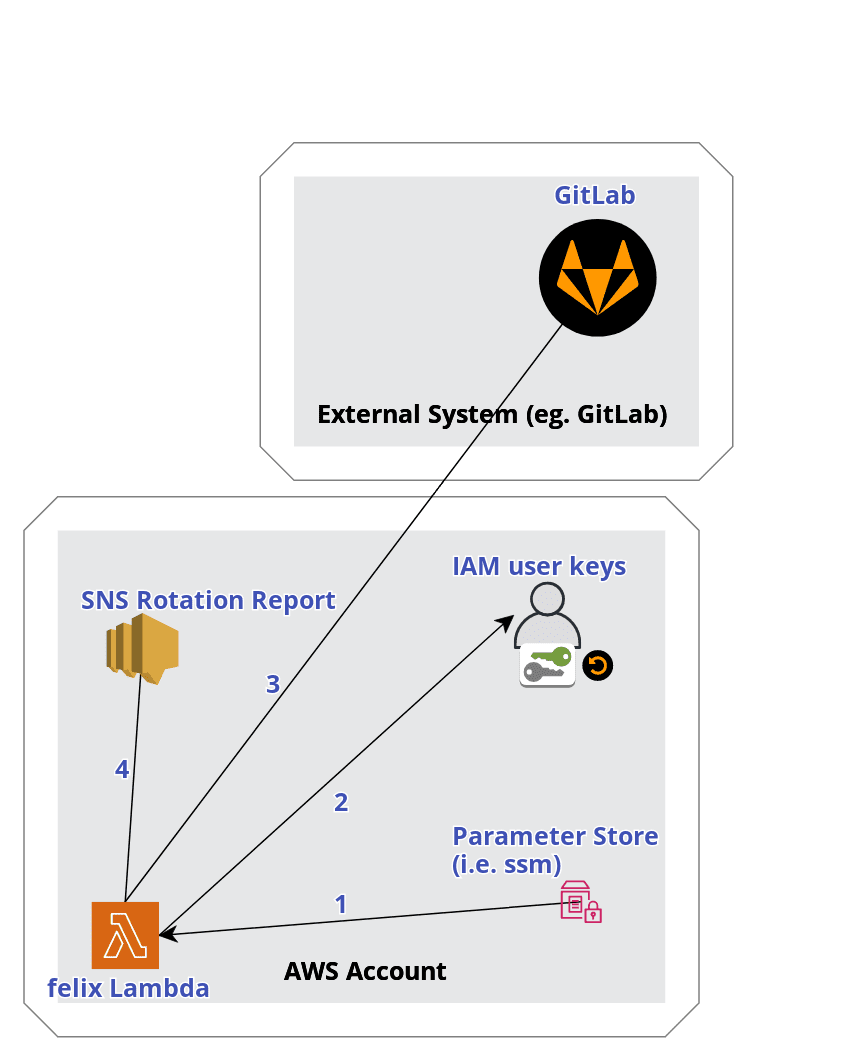 GitLab
External System (eg. GitLab)
IAM user keys
SNS Rotation Report
3
4
2
Parameter Store
(i.e. ssm)
1
AWS Account
felix Lambda